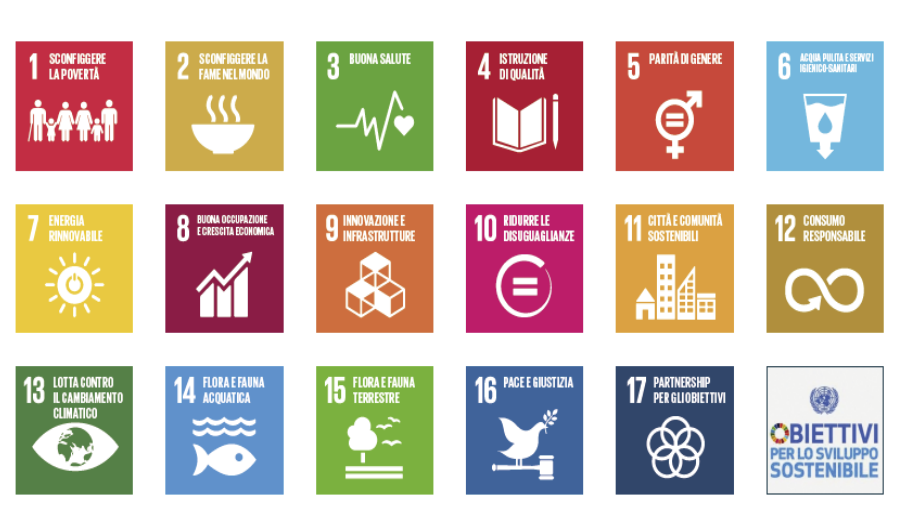 1 SCONFIGGERE
LA POVERTÀ
2 SCONFIGGERE LA
FAME NEL MONDO
3 BUONA SALUTE
4 ISTRUZIONE
DI QUALITÀ
5 PARITÀ DI GENERE
6 ACQUA PULITA E SERVIZI
IGIENICO-SANITARI
7 ENERGIA
RINNOVABILE
8 BUONA OCCUPAZIONE
E CRESCITA ECONOMICA
9 INNOVAZIONE E
INFRASTRUTTURE
10 RIDURRE LE
DISUGUAGLIANZE
11 CITTÀ E COMUNITÀ
SOSTENIBILI
12 CONSUMO
RESPONSABILE
13 LOTTA CONTRO
IL CAMBIAMENTO
CLIMATICO
14 FLORA E FAUNA
ACQUATICA
15 FLORA E FAUNA
TERRESTRE
16 PACE E GIUSTIZIA
17 PARTNERSHIP
PER GLI OBIETTIVI
OBIETTIVI
PER LO SVILUPPO
SOSTENIBILE